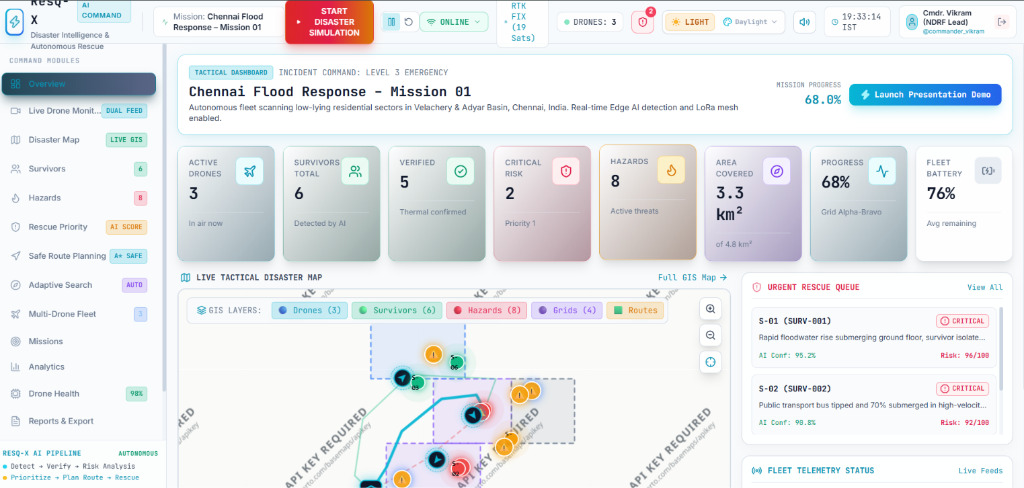 ResQ-X
AI COMMAND
Disaster Intelligence & Autonomous Rescue
Mission: Chennai Flood Response – Mission 01
START DISASTER SIMULATION
ONLINE
RTK FIX (19 Sats)
DRONES: 3
2
LIGHT
Daylight
19:33:14 IST
Cmdr. Vikram (NDRF Lead)
@commander_vikram
COMMAND MODULES
Overview
Live Drone Monit... DUAL FEED
Disaster Map LIVE GIS
Survivors 6
Hazards 8
Rescue Priority AI SCORE
Safe Route Planning A* SAFE
Adaptive Search AUTO
Multi-Drone Fleet 3
Missions
Analytics
Drone Health 98%
Reports & Export
RESQ-X AI PIPELINE AUTONOMOUS
Detect → Verify → Risk Analysis
Prioritize → Plan Route → Rescue
TACTICAL DASHBOARD INCIDENT COMMAND: LEVEL 3 EMERGENCY
Chennai Flood Response – Mission 01
Autonomous fleet scanning low-lying residential sectors in Velachery & Adyar Basin, Chennai, India. Real-time Edge AI detection and LoRa mesh
enabled.
MISSION PROGRESS
68.0%
Launch Presentation Demo
ACTIVE DRONES
3
In air now
SURVIVORS TOTAL
6
Detected by AI
VERIFIED
5
Thermal confirmed
CRITICAL RISK
2
Priority 1
HAZARDS
8
Active threats
AREA COVERED
3.3 km²
of 4.8 km²
PROGRESS
68%
Grid Alpha-Bravo
FLEET BATTERY
76%
Avg remaining
LIVE TACTICAL DISASTER MAP
Full GIS Map →
GIS LAYERS: Drones (3) Survivors (6) Hazards (8) Grids (4) Routes
API KEY REQUIRED
API KEY REQUIRED
API KEY REQUIRED
URGENT RESCUE QUEUE
View All
S-01 (SURV-001) CRITICAL
Rapid floodwater rise submerging ground floor, survivor isolate...
AI Conf: 95.2% Risk: 96/100
S-02 (SURV-002) CRITICAL
Public transport bus tipped and 70% submerged in high-velocit...
AI Conf: 90.8% Risk: 92/100
FLEET TELEMETRY STATUS
Live Feeds